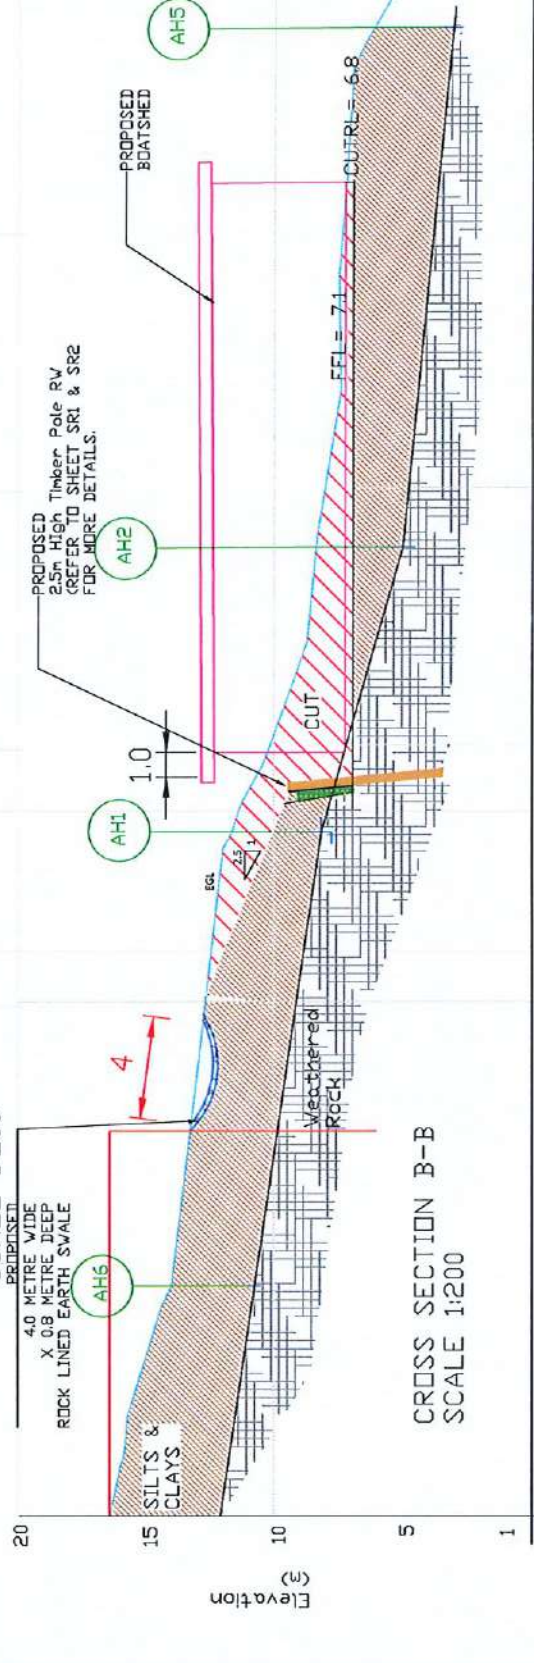 PROPOSED
4.0 METRE WIDE
X 0.8 METRE DEEP
ROCK LINED EARTH SWALE
AH6
4
EGL
2.5
1
AH1
1.0
PROPOSED
2.5m High Timber Pole RW
(REFER TO SHEET SR1 & SR2
FOR MORE DETAILS.
AH2
PROPOSED
BOATSHED
AH5
CUT
FFL= 7.1
CUTRL= 6.8
SILTS &
CLAYS
Weathered
Rock
20
15
10
5
1
Elevation
(m)
CROSS SECTION B-B
SCALE 1:200